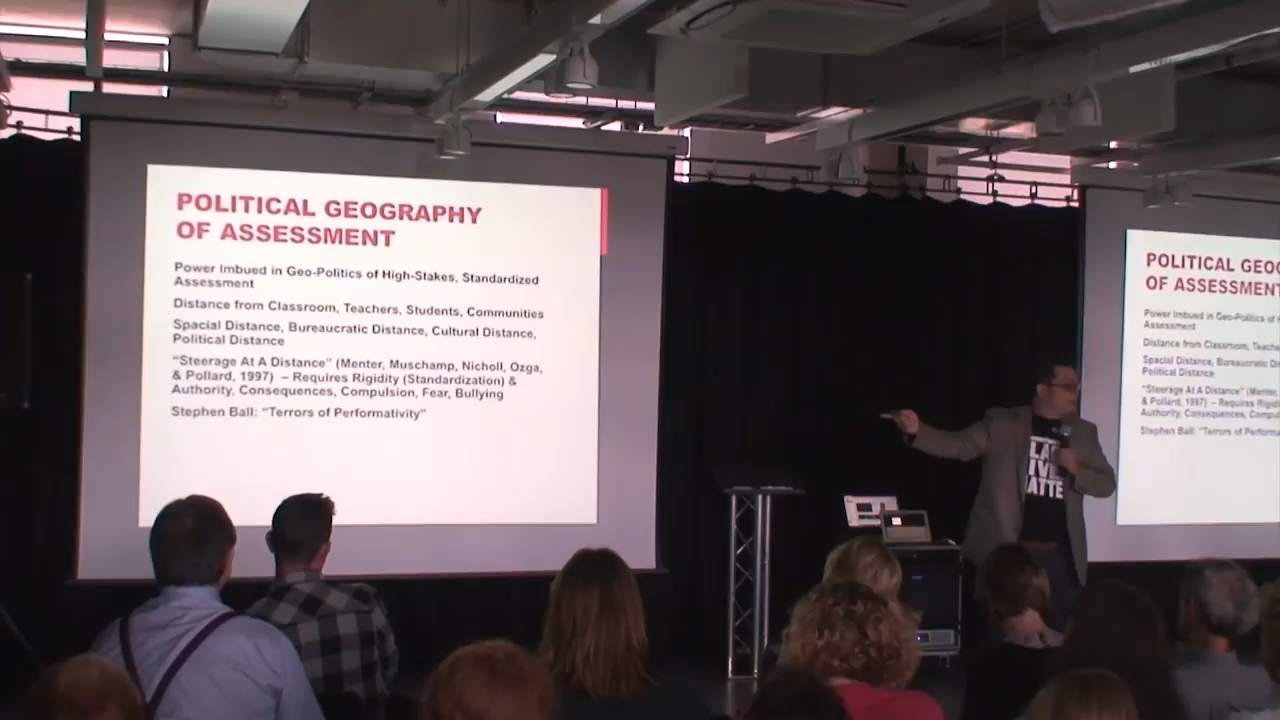 POLITICAL GEOGRAPHY
OF ASSESSMENT
Power Imbued in Geo-Politics of High-Stakes, Standardized
Assessment
Distance from Classroom, Teachers, Students, Communities
Spacial Distance, Bureaucratic Distance, Cultural Distance,
Political Distance
“Steerage At A Distance” (Menter, Muschamp, Nicholl, Ozga,
& Pollard, 1997) – Requires Rigidity (Standardization) &
Authority, Consequences, Compulsion, Fear, Bullying
Stephen Ball: “Terrors of Performativity”
LAC
IVE
ATTE
POLITICAL GEOG
OF ASSESSMENT
Power Imbued in Geo-Politics of H
Assessment
Distance from Classroom, Teache
Spacial Distance, Bureaucratic Di
Political Distance
“Steerage At A Distance” (Menter,
& Pollard, 1997) – Requires Rigid
Authority, Consequences, Compu
Stephen Ball: “Terrors of Performa